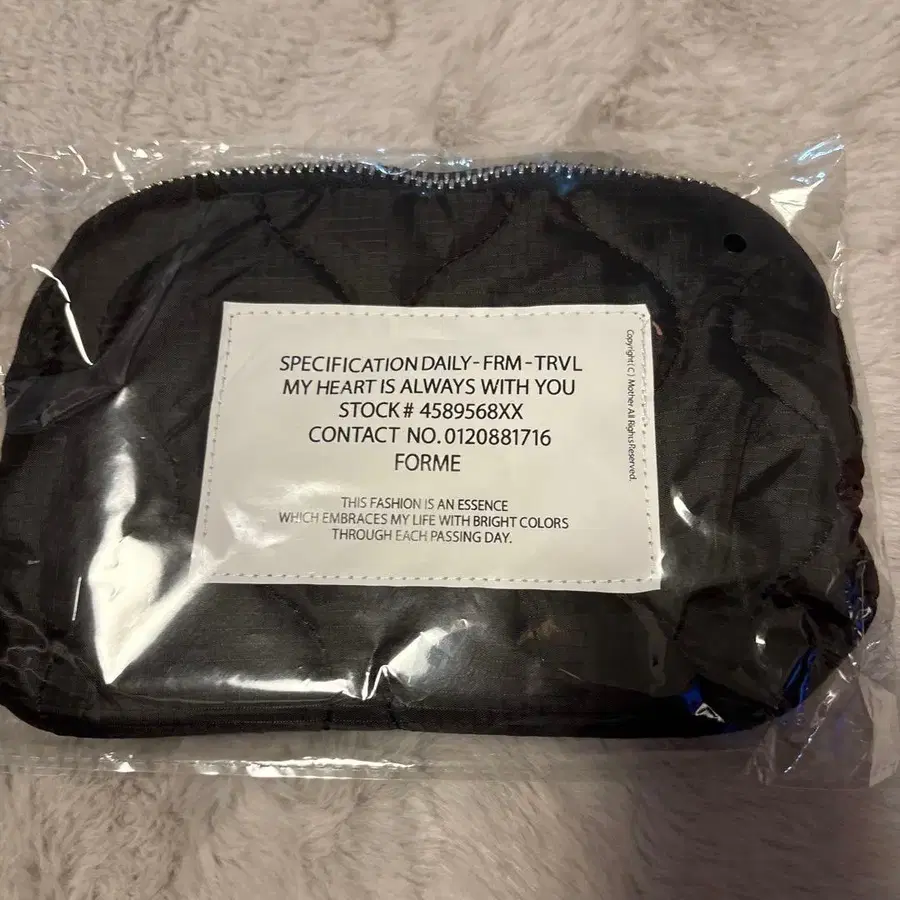 SPECIFICATION DAILY-FRM-TRVL
MY HEART IS ALWAYS WITH YOU
STOCK# 4589568XX
CONTACT NO.0120881716
FORME
THIS FASHION IS AN ESSENCE
WHICH EMBRACES MY LIFE WITH BRIGHT COLORS
THROUGH EACH PASSING DAY.
Copyright (C) Mother All Rights Reserved.